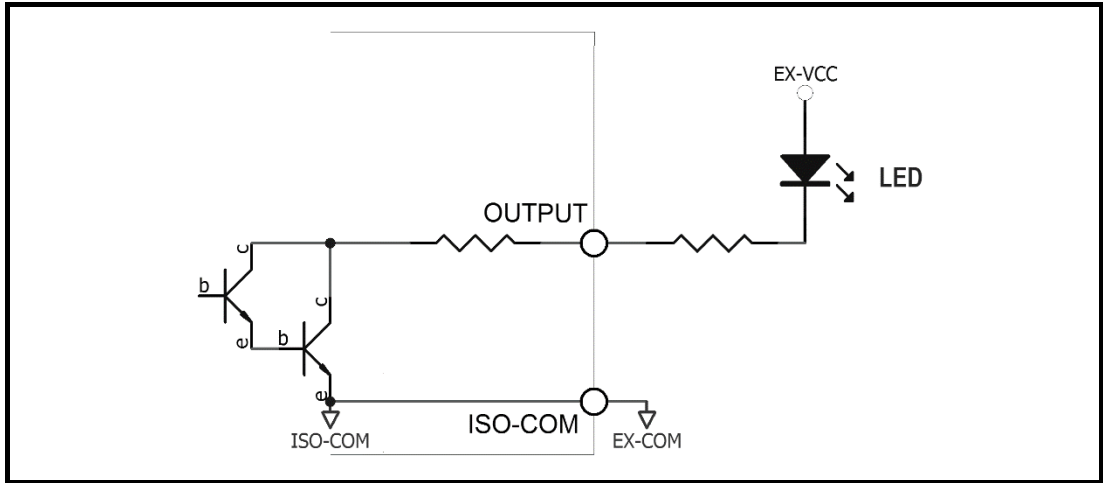 EX-VCC
LED
OUTPUT
c
b
c
e
b
e
ISO-COM
ISO-COM
EX-COM